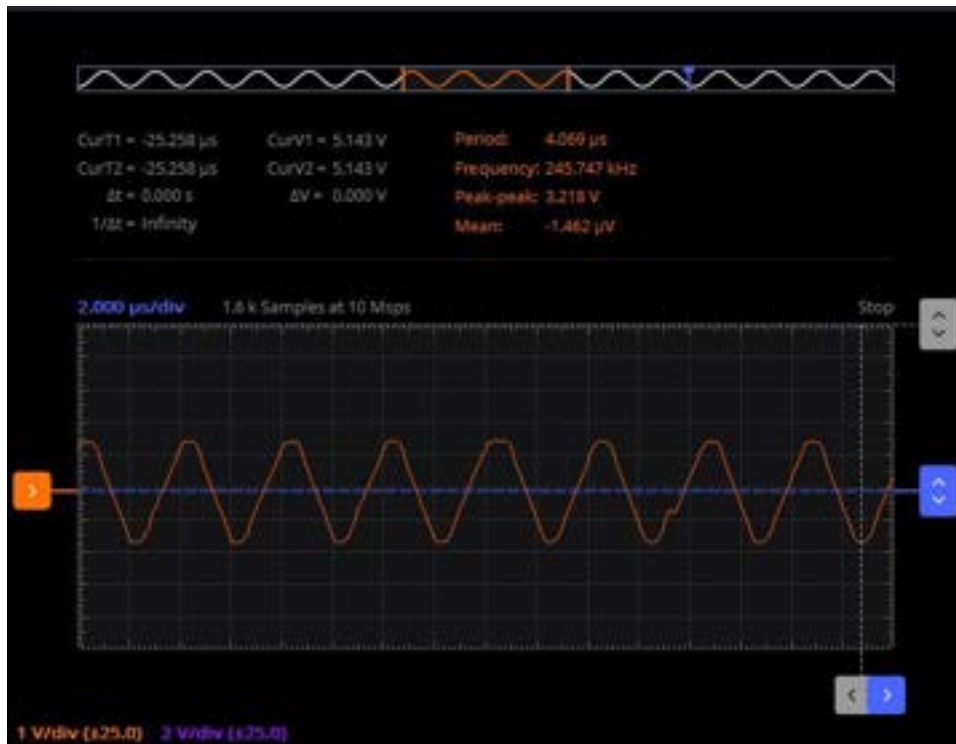 CurT1 = -25.258 µs CurV1 = 5.143 V Period: 4.069 µs
CurT2 = -25.258 µs CurV2 = 5.143 V Frequency: 245.747 kHz
Δt = 0.000 s ΔV = 0.000 V Peak-peak: 3.218 V
1/Δt = Infinity Mean: -1.462 µV
2.000 µs/div 1.6 k Samples at 10 Msps Stop
1 V/div (±25.0) 2 V/div (±25.0)